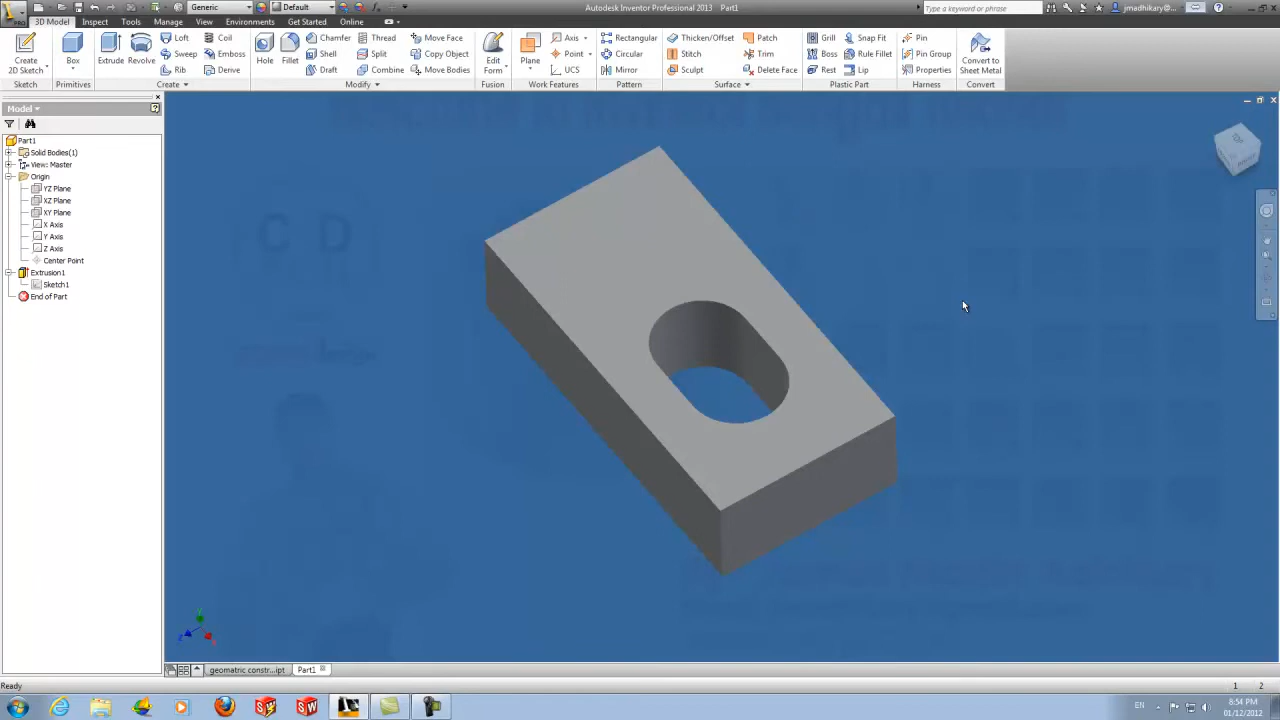 PRO
Generic
Default
Autodesk Inventor Professional 2013 Part1
Type a keyword or phrase
jmadhikary@...
3D Model Inspect Tools Manage View Environments Get Started Online
Create 2D Sketch
Sketch
Box
Primitives
Extrude
Revolve
Loft
Sweep
Rib
Coil
Emboss
Derive
Create
Hole
Fillet
Chamfer
Shell
Draft
Thread
Split
Combine
Move Face
Copy Object
Move Bodies
Modify
Edit Form
Fusion
Plane
Axis
Point
UCS
Work Features
Rectangular
Circular
Mirror
Pattern
Thicken/Offset
Stitch
Sculpt
Patch
Trim
Delete Face
Surface
Grill
Boss
Rest
Snap Fit
Rule Fillet
Lip
Plastic Part
Pin
Pin Group
Properties
Harness
Convert to Sheet Metal
Convert
Model
Part1
Solid Bodies(1)
View: Master
Origin
YZ Plane
XZ Plane
XY Plane
X Axis
Y Axis
Z Axis
Center Point
Extrusion1
Sketch1
End of Part
TOP
C D
geomatric constr...ipt
Part1
Ready
1 2
EN
8:54 PM
01/12/2012